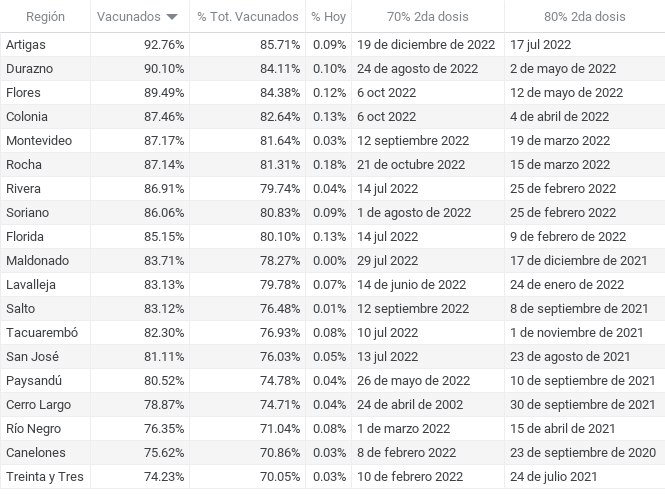 Región Vacunados % Tot. Vacunados % Hoy 70% 2da dosis 80% 2da dosis
Artigas 92.76% 85.71% 0.09% 19 de diciembre de 2022 17 jul 2022
Durazno 90.10% 84.11% 0.10% 24 de agosto de 2022 2 de mayo de 2022
Flores 89.49% 84.38% 0.12% 6 oct 2022 12 de mayo de 2022
Colonia 87.46% 82.64% 0.13% 6 oct 2022 4 de abril de 2022
Montevideo 87.17% 81.64% 0.03% 12 septiembre 2022 19 de marzo 2022
Rocha 87.14% 81.31% 0.18% 21 de octubre 2022 15 de marzo 2022
Rivera 86.91% 79.74% 0.04% 14 jul 2022 25 de febrero 2022
Soriano 86.06% 80.83% 0.09% 1 de agosto de 2022 25 de febrero 2022
Florida 85.15% 80.10% 0.13% 14 jul 2022 9 de febrero de 2022
Maldonado 83.71% 78.27% 0.00% 29 jul 2022 17 de diciembre de 2021
Lavalleja 83.13% 79.78% 0.07% 14 de junio de 2022 24 de enero de 2022
Salto 83.12% 76.48% 0.01% 12 septiembre 2022 8 de septiembre de 2021
Tacuarembó 82.30% 76.93% 0.08% 10 jul 2022 1 de noviembre de 2021
San José 81.11% 76.03% 0.05% 13 jul 2022 23 de agosto de 2021
Paysandú 80.52% 74.78% 0.04% 26 de mayo de 2022 10 de septiembre de 2021
Cerro Largo 78.87% 74.71% 0.04% 24 de abril de 2002 30 de septiembre de 2021
Río Negro 76.35% 71.04% 0.08% 1 de marzo de 2022 15 de abril de 2021
Canelones 75.62% 70.86% 0.03% 8 de febrero de 2022 23 de septiembre de 2020
Treinta y Tres 74.23% 70.05% 0.03% 10 de febrero de 2022 24 de julio 2021